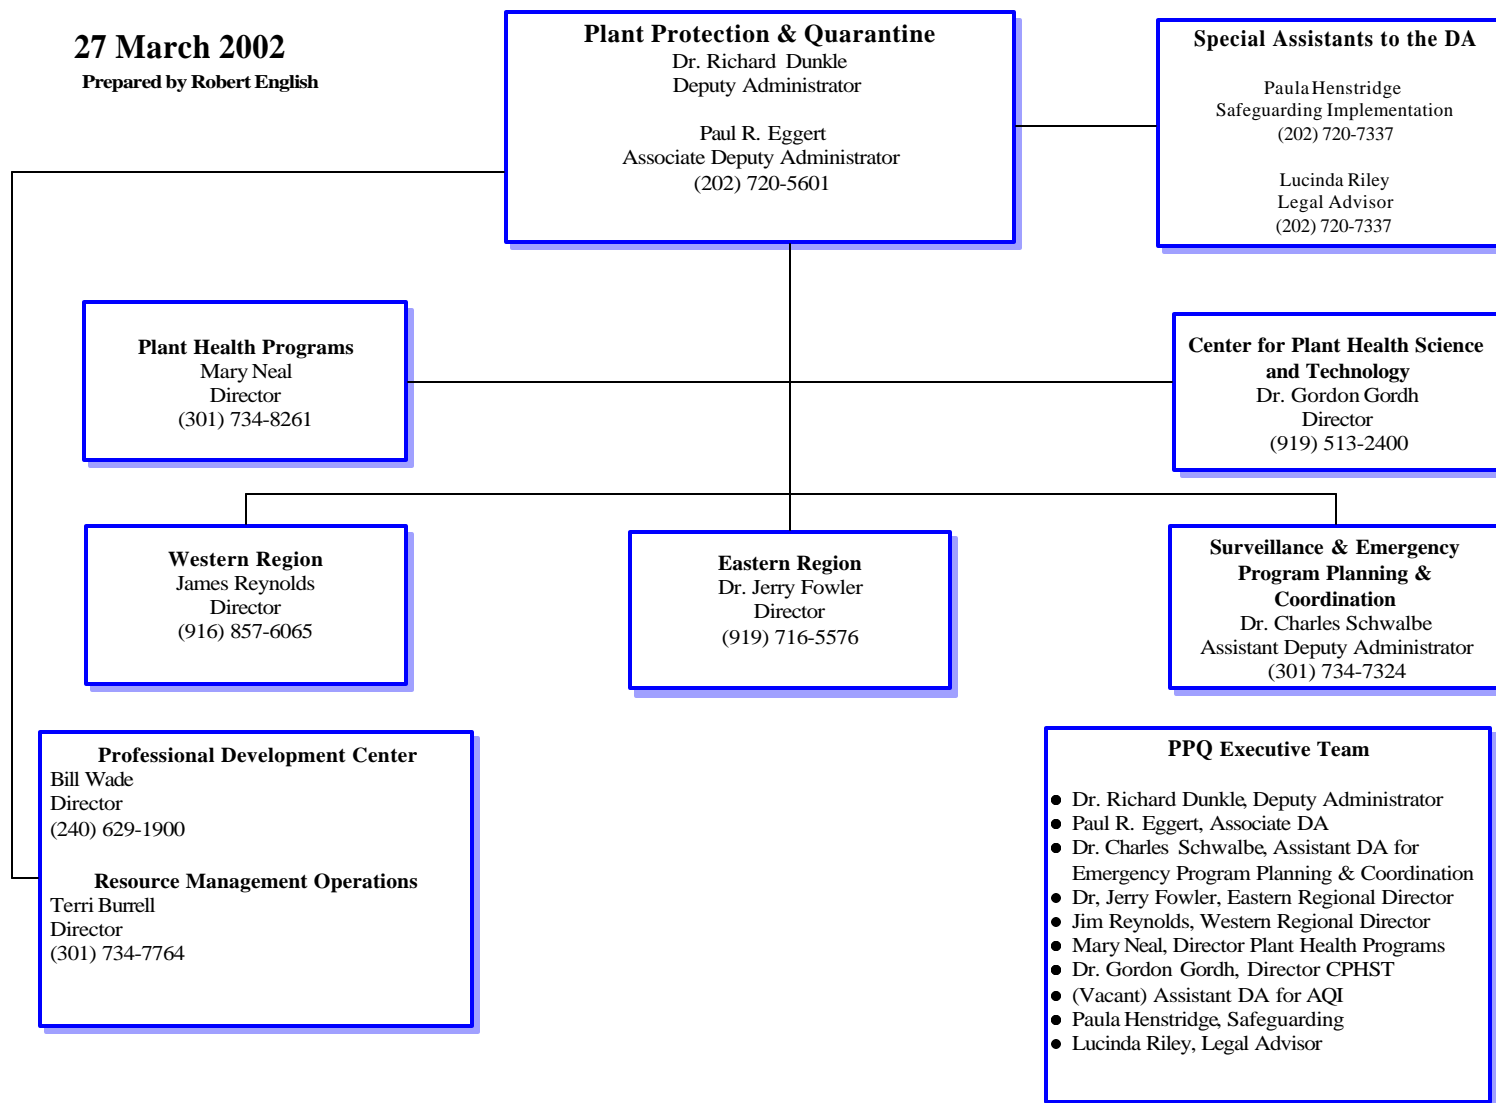 27 March 2002
Prepared by Robert English
Plant Protection & Quarantine
Dr. Richard Dunkle
Deputy Administrator
Paul R. Eggert
Associate Deputy Administrator
(202) 720-5601
Special Assistants to the DA
Paula Henstridge
Safeguarding Implementation
(202) 720-7337
Lucinda Riley
Legal Advisor
(202) 720-7337
Plant Health Programs
Mary Neal
Director
(301) 734-8261
Center for Plant Health Science
and Technology
Dr. Gordon Gordh
Director
(919) 513-2400
Western Region
James Reynolds
Director
(916) 857-6065
Eastern Region
Dr. Jerry Fowler
Director
(919) 716-5576
Surveillance & Emergency
Program Planning &
Coordination
Dr. Charles Schwalbe
Assistant Deputy Administrator
(301) 734-7324
Professional Development Center
Bill Wade
Director
(240) 629-1900
Resource Management Operations
Terri Burrell
Director
(301) 734-7764
PPQ Executive Team
● Dr. Richard Dunkle, Deputy Administrator
● Paul R. Eggert, Associate DA
● Dr. Charles Schwalbe, Assistant DA for
Emergency Program Planning & Coordination
● Dr, Jerry Fowler, Eastern Regional Director
● Jim Reynolds, Western Regional Director
● Mary Neal, Director Plant Health Programs
● Dr. Gordon Gordh, Director CPHST
● (Vacant) Assistant DA for AQI
● Paula Henstridge, Safeguarding
● Lucinda Riley, Legal Advisor